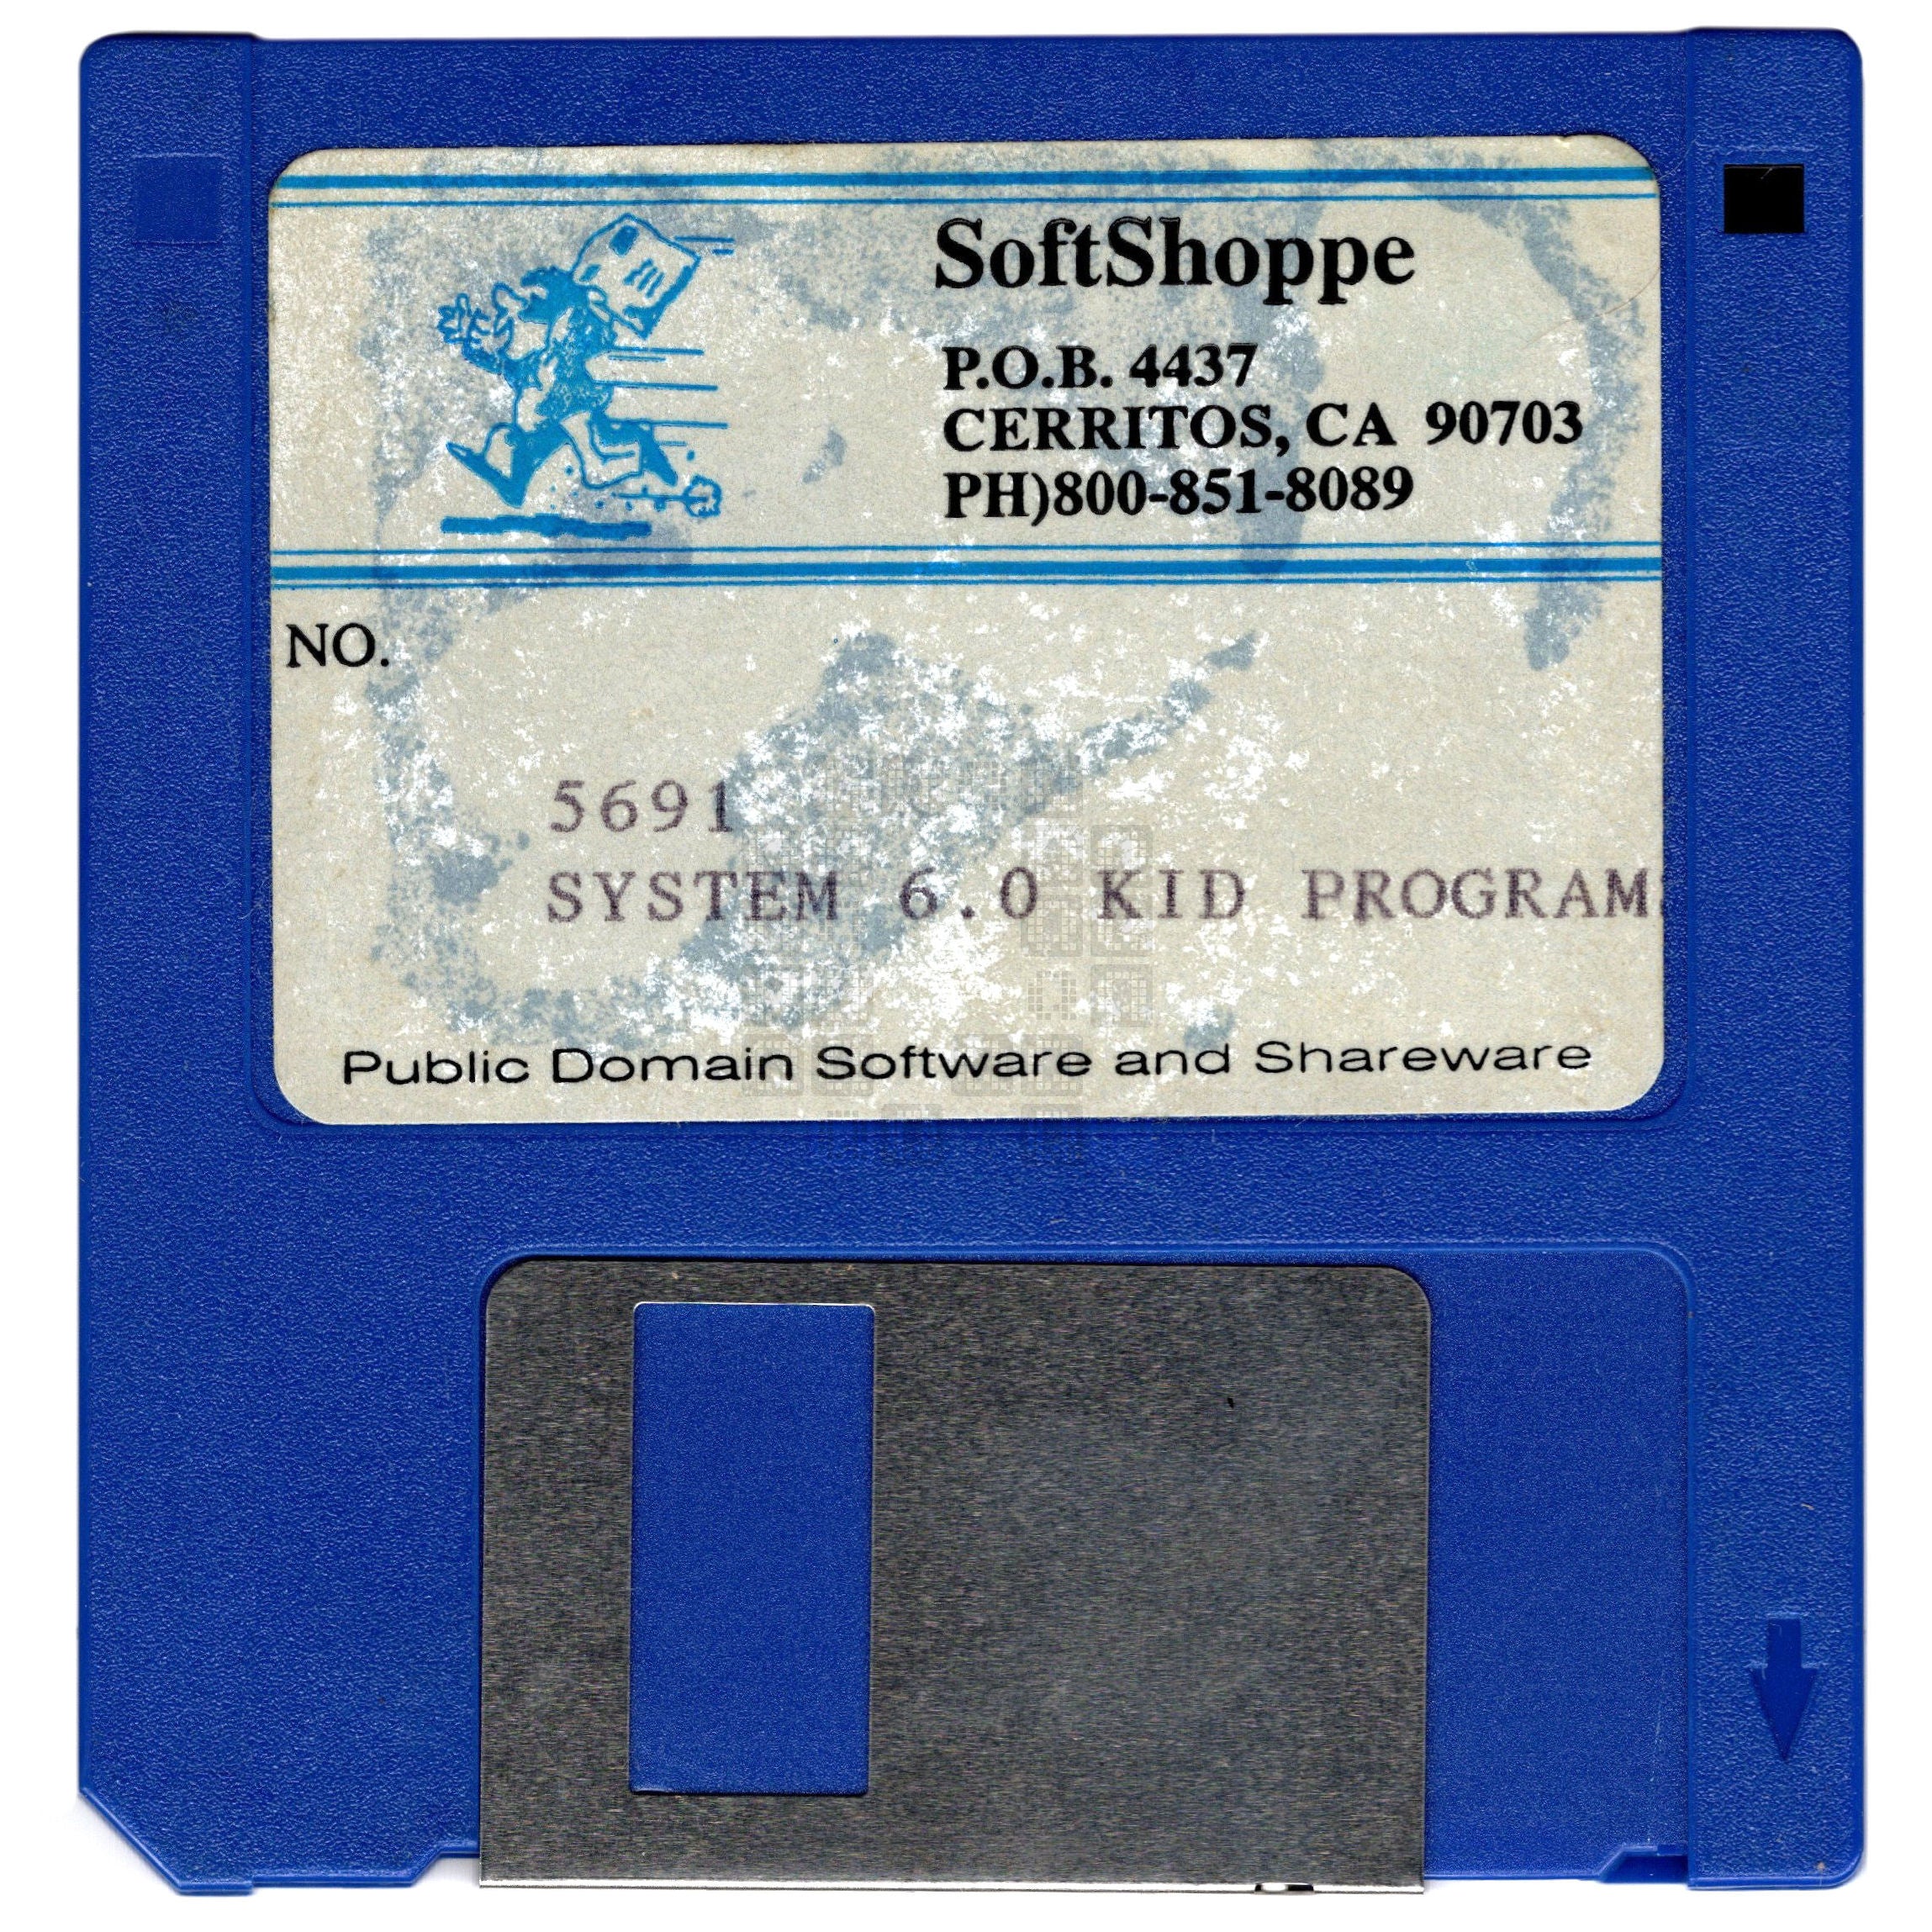 SoftShoppe
P.O.B. 4437
CERRITOS, CA 90703
PH)800-851-8089
NO.
5691
SYSTEM 6.0 KID PROGRAM
Public Domain Software and Shareware